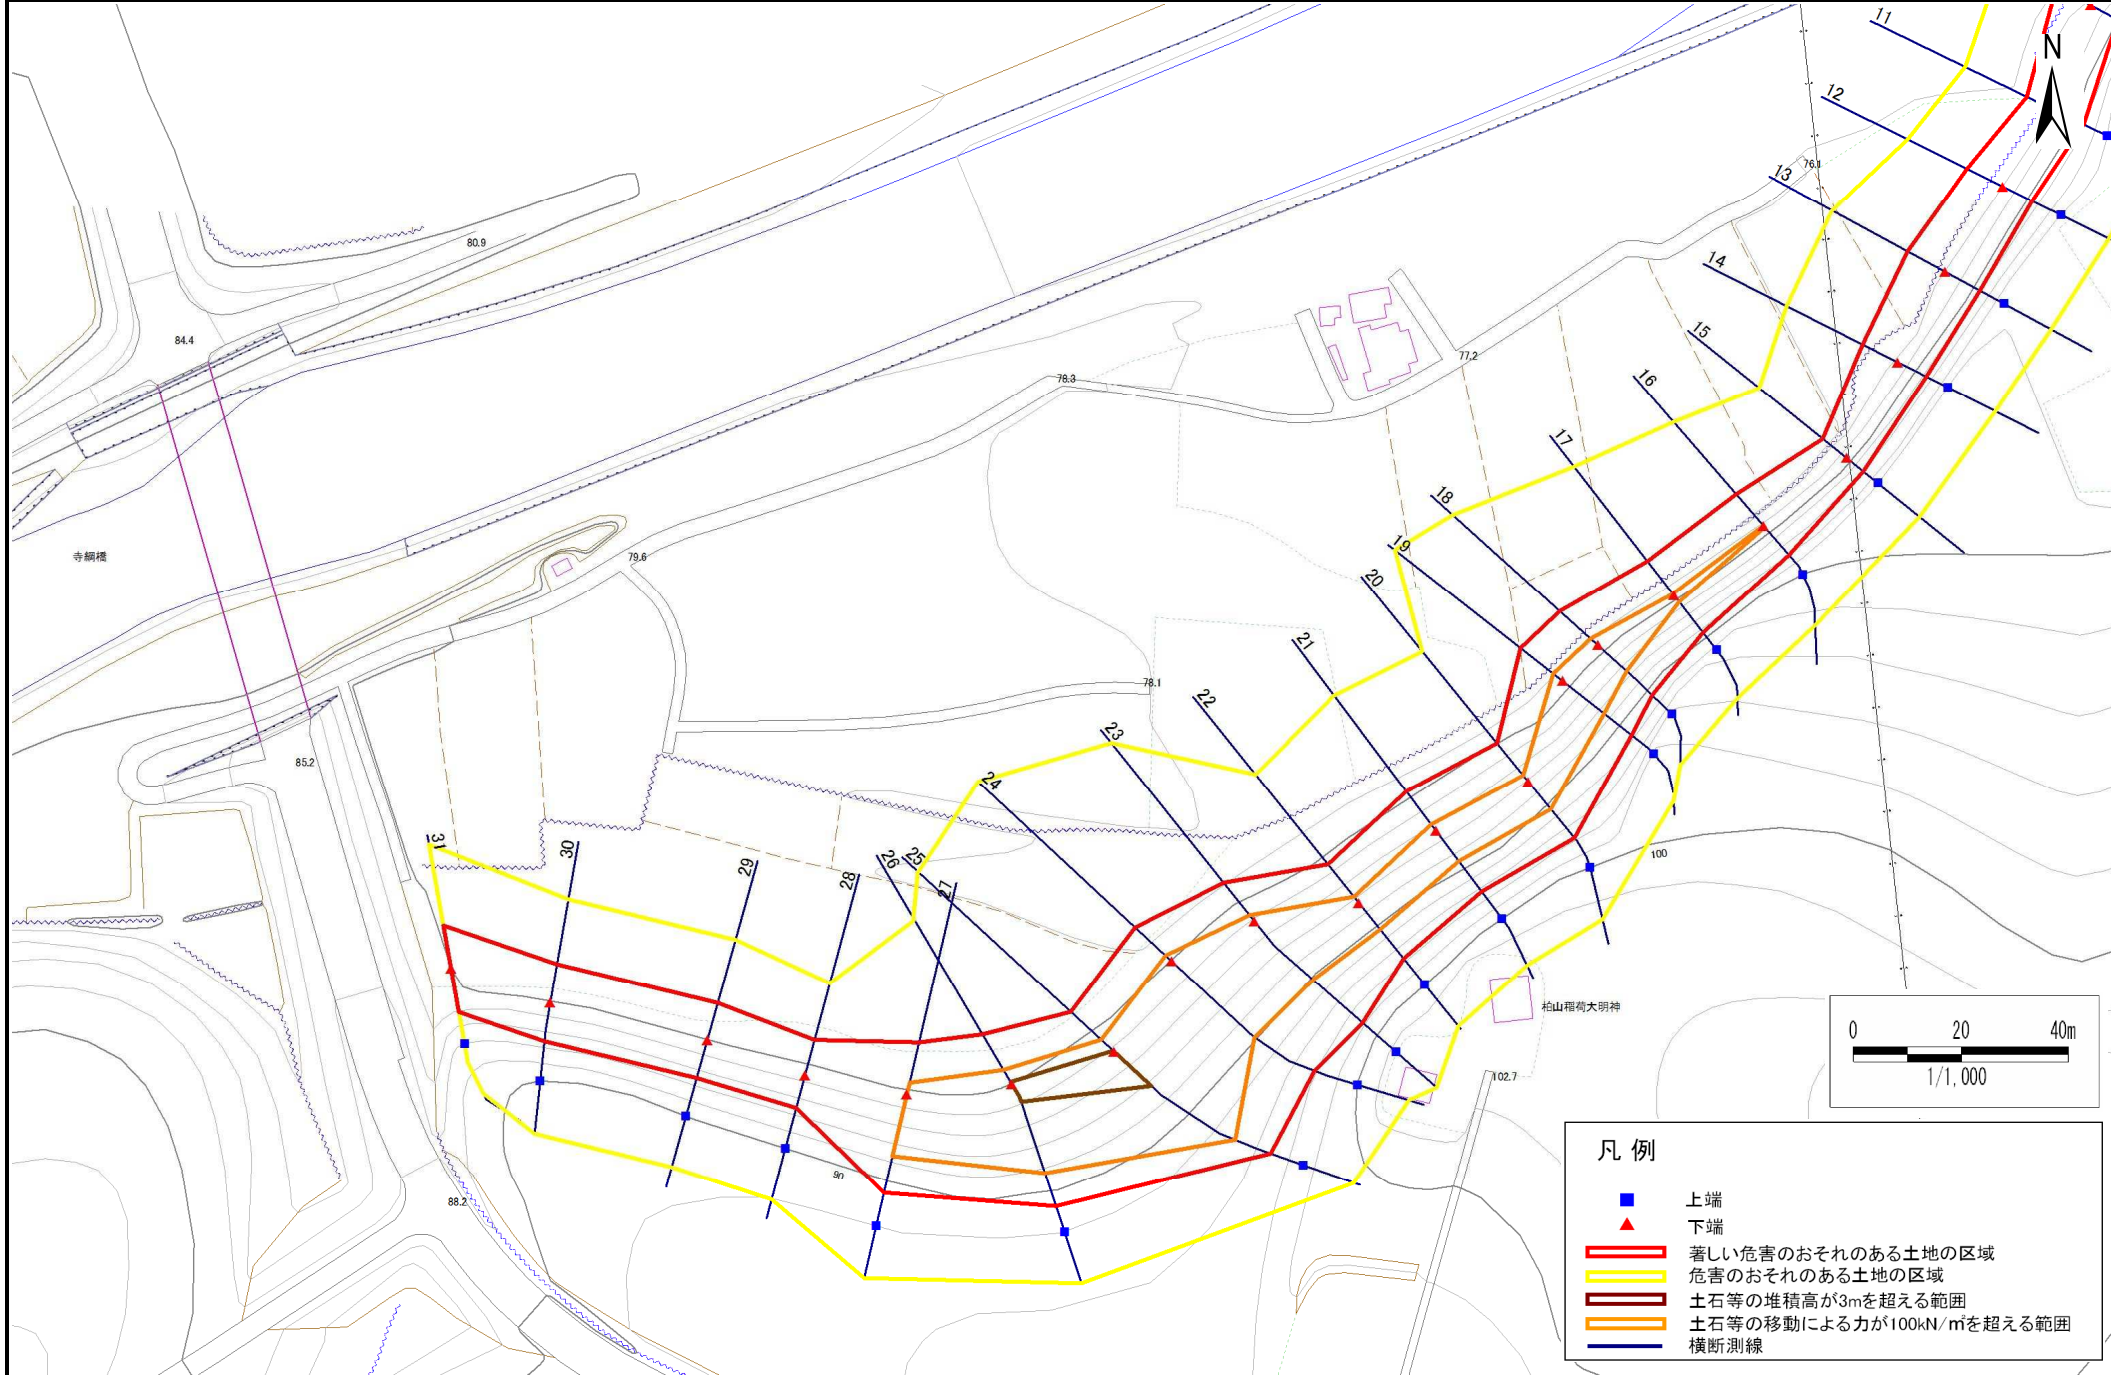 11
N
12
76.1
13
80.9
14
84.4
15
77.2
16
78.3
17
18
19
寺綱橋
79.6
20
21
78.1
22
23
85.2
24
100
31
30
29
28
26
25
27
柏山稲荷大明神
0 20 40m
1/1,000
102.7
90
88.2
凡 例
上端
下端
著しい危害のおそれのある土地の区域
危害のおそれのある土地の区域
土石等の堆積高が3mを超える範囲
土石等の移動による力が100kN/㎡を超える範囲
横断測線